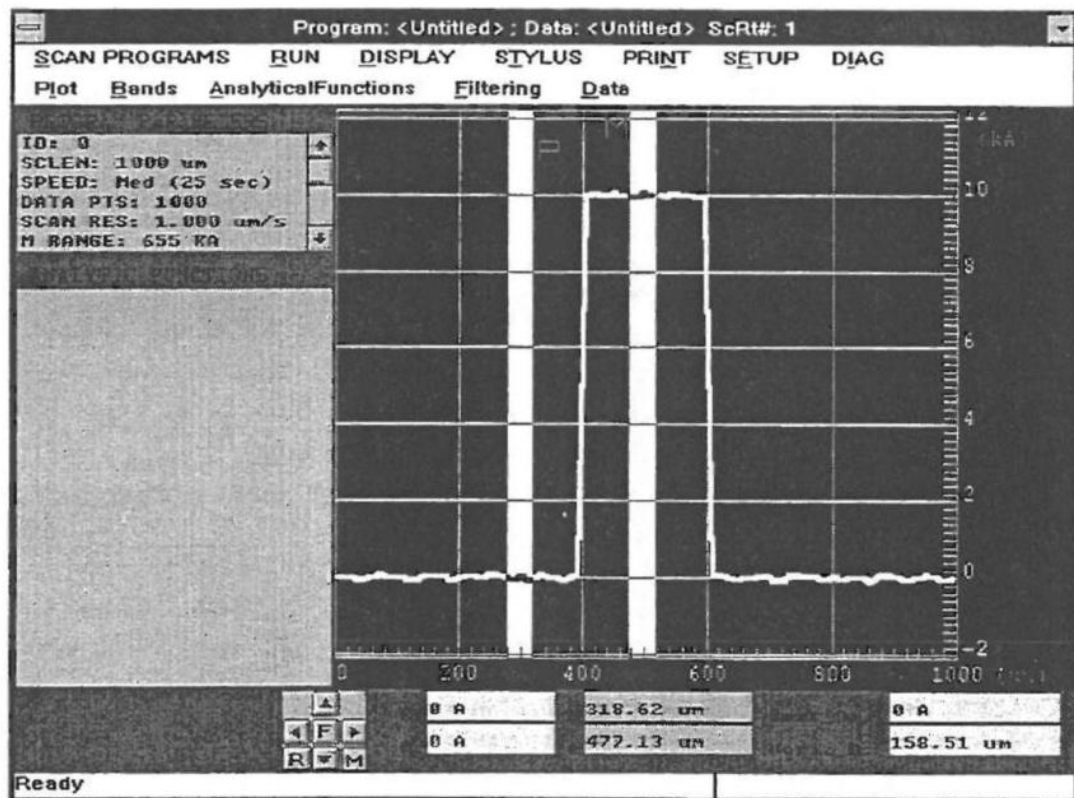 Program: <Untitled> ; Data: <Untitled> ScRt#: 1
SCAN PROGRAMS RUN DISPLAY STYLUS PRINT SETUP DIAG
Plot Bands AnalyticalFunctions Filtering Data
ID: 0
SCLEN: 1000 um
SPEED: Med (25 sec)
DATA PTS: 1000
SCAN RES: 1.000 um/s
M RANGE: 655 KA
ANALYTIC FUNCTIONS
R M
12
(KA)
10
8
6
4
2
0
-2
0 200 400 600 800 1000
0 A 318.62 um 0 A
F
0 A 477.13 um 158.51 um
R M
Ready